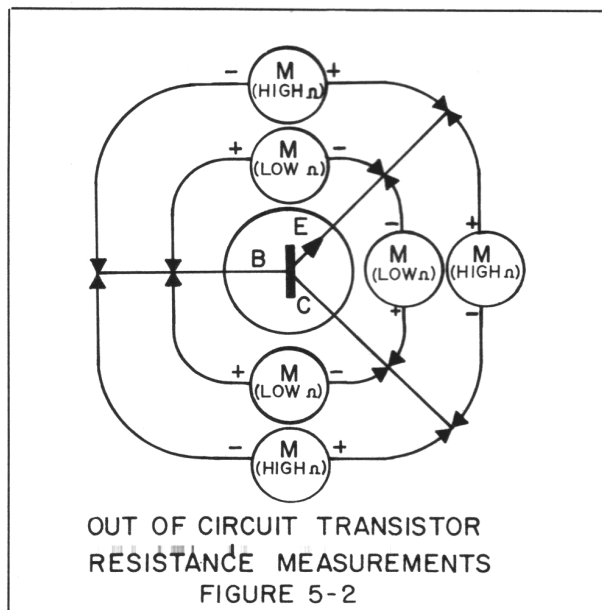 - M +
(HIGH Ω)
+ M -
(LOW Ω)
E
B
C
- M +
(LOW Ω)
+ M -
(HIGH Ω)
+ M -
(LOW Ω)
- M +
(HIGH Ω)
OUT OF CIRCUIT TRANSISTOR
RESISTANCE MEASUREMENTS
FIGURE 5-2